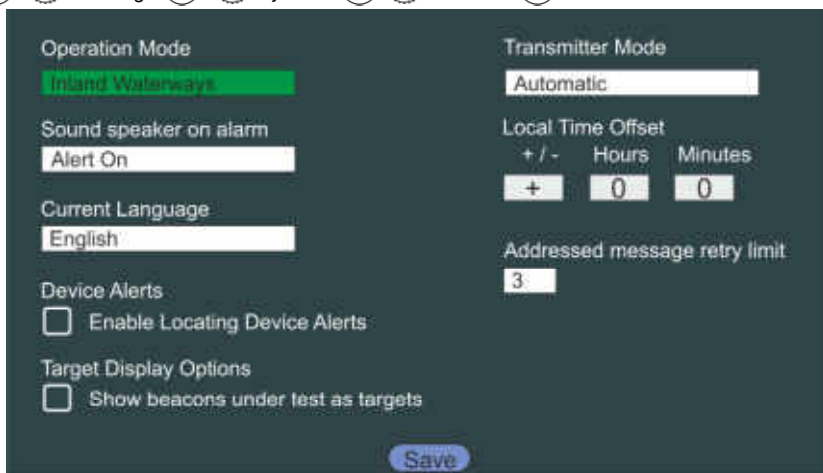 Operation Mode
Inland Waterways
Sound speaker on alarm
Alert On
Current Language
English
Device Alerts
Enable Locating Device Alerts
Target Display Options
Show beacons under test as targets
Transmitter Mode
Automatic
Local Time Offset
+ / - Hours Minutes
+ 0 0
Addressed message retry limit
3
Save